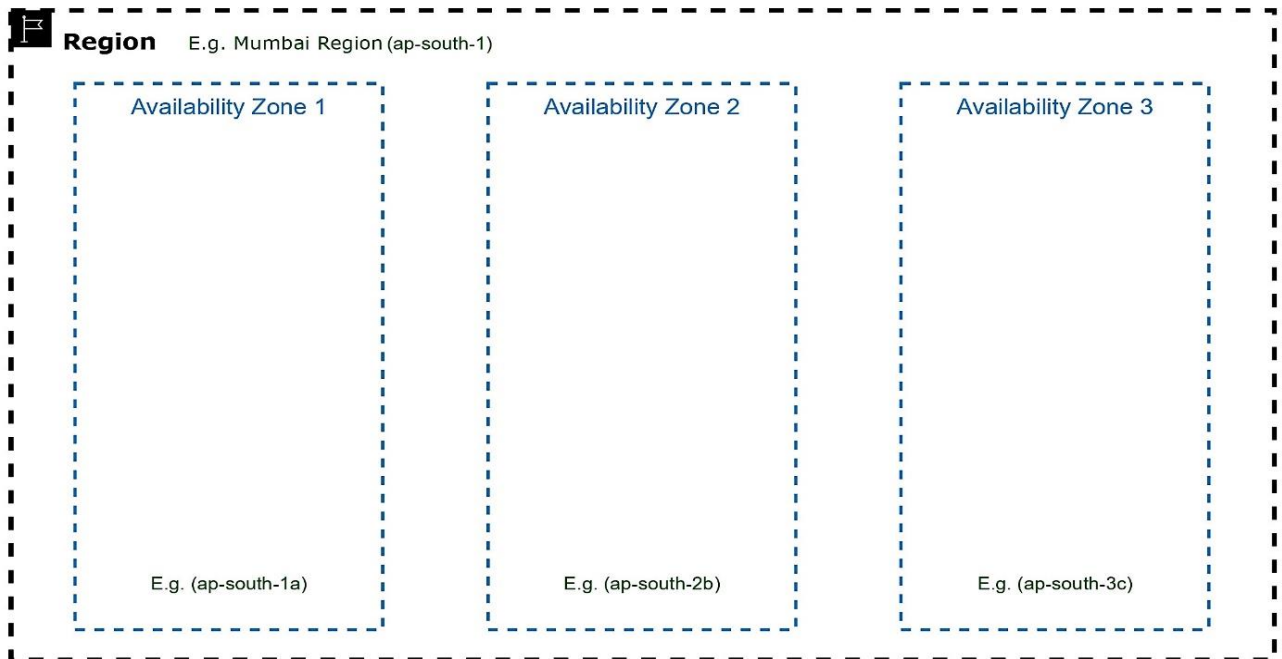 Region E.g. Mumbai Region (ap-south-1)
Availability Zone 1
Availability Zone 2
Availability Zone 3
E.g. (ap-south-1a)
E.g. (ap-south-2b)
E.g. (ap-south-3c)